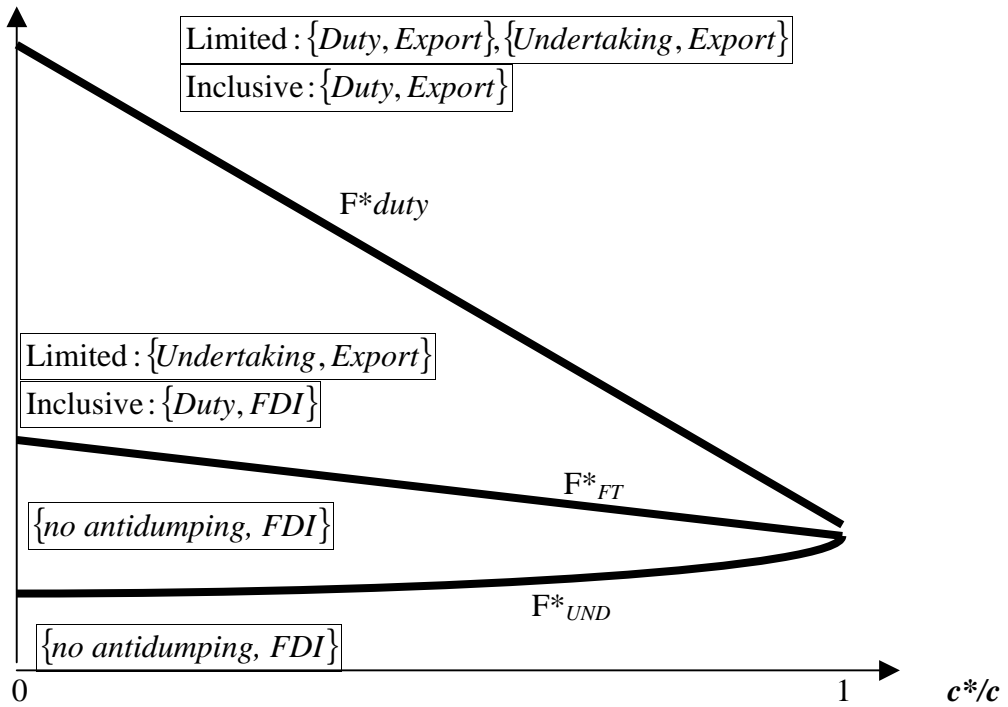 Limited : {Duty, Export},{Undertaking, Export}
Inclusive : {Duty, Export}
F*duty
Limited : {Undertaking, Export}
Inclusive : {Duty, FDI}
F*FT
{no antidumping, FDI}
F*UND
{no antidumping, FDI}
0 1 c*/c